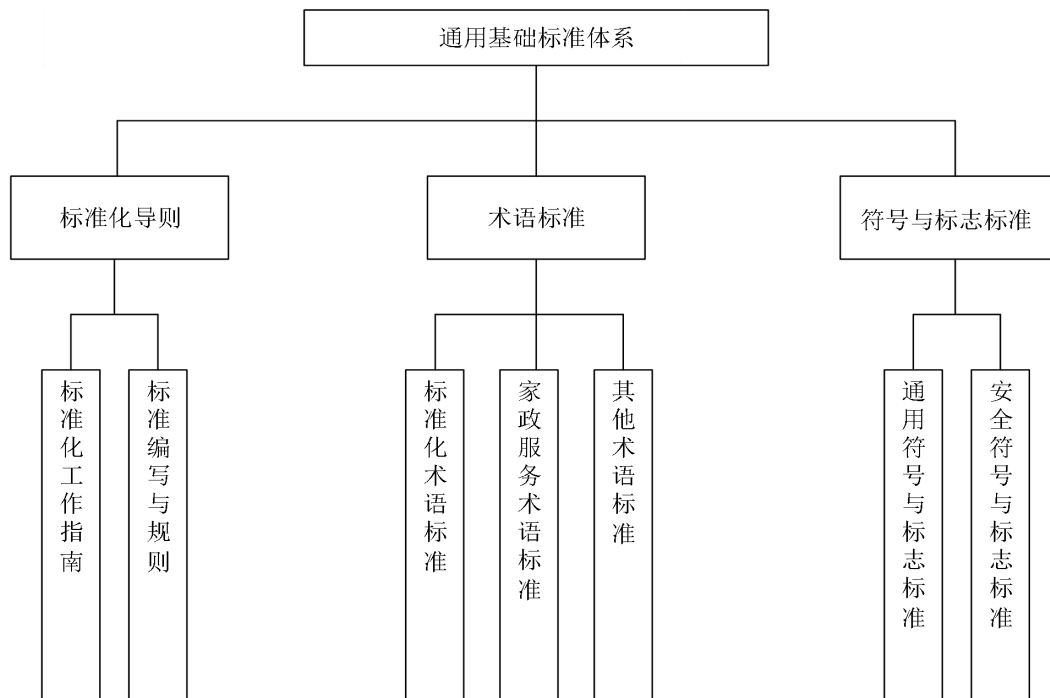 通用基础标准体系
标准化导则
术语标准
符号与标志标准
标准化工作指南
标准编写与规则
标准化术语标准
家政服务术语标准
其他术语标准
通用符号与标志标准
安全符号与标志标准